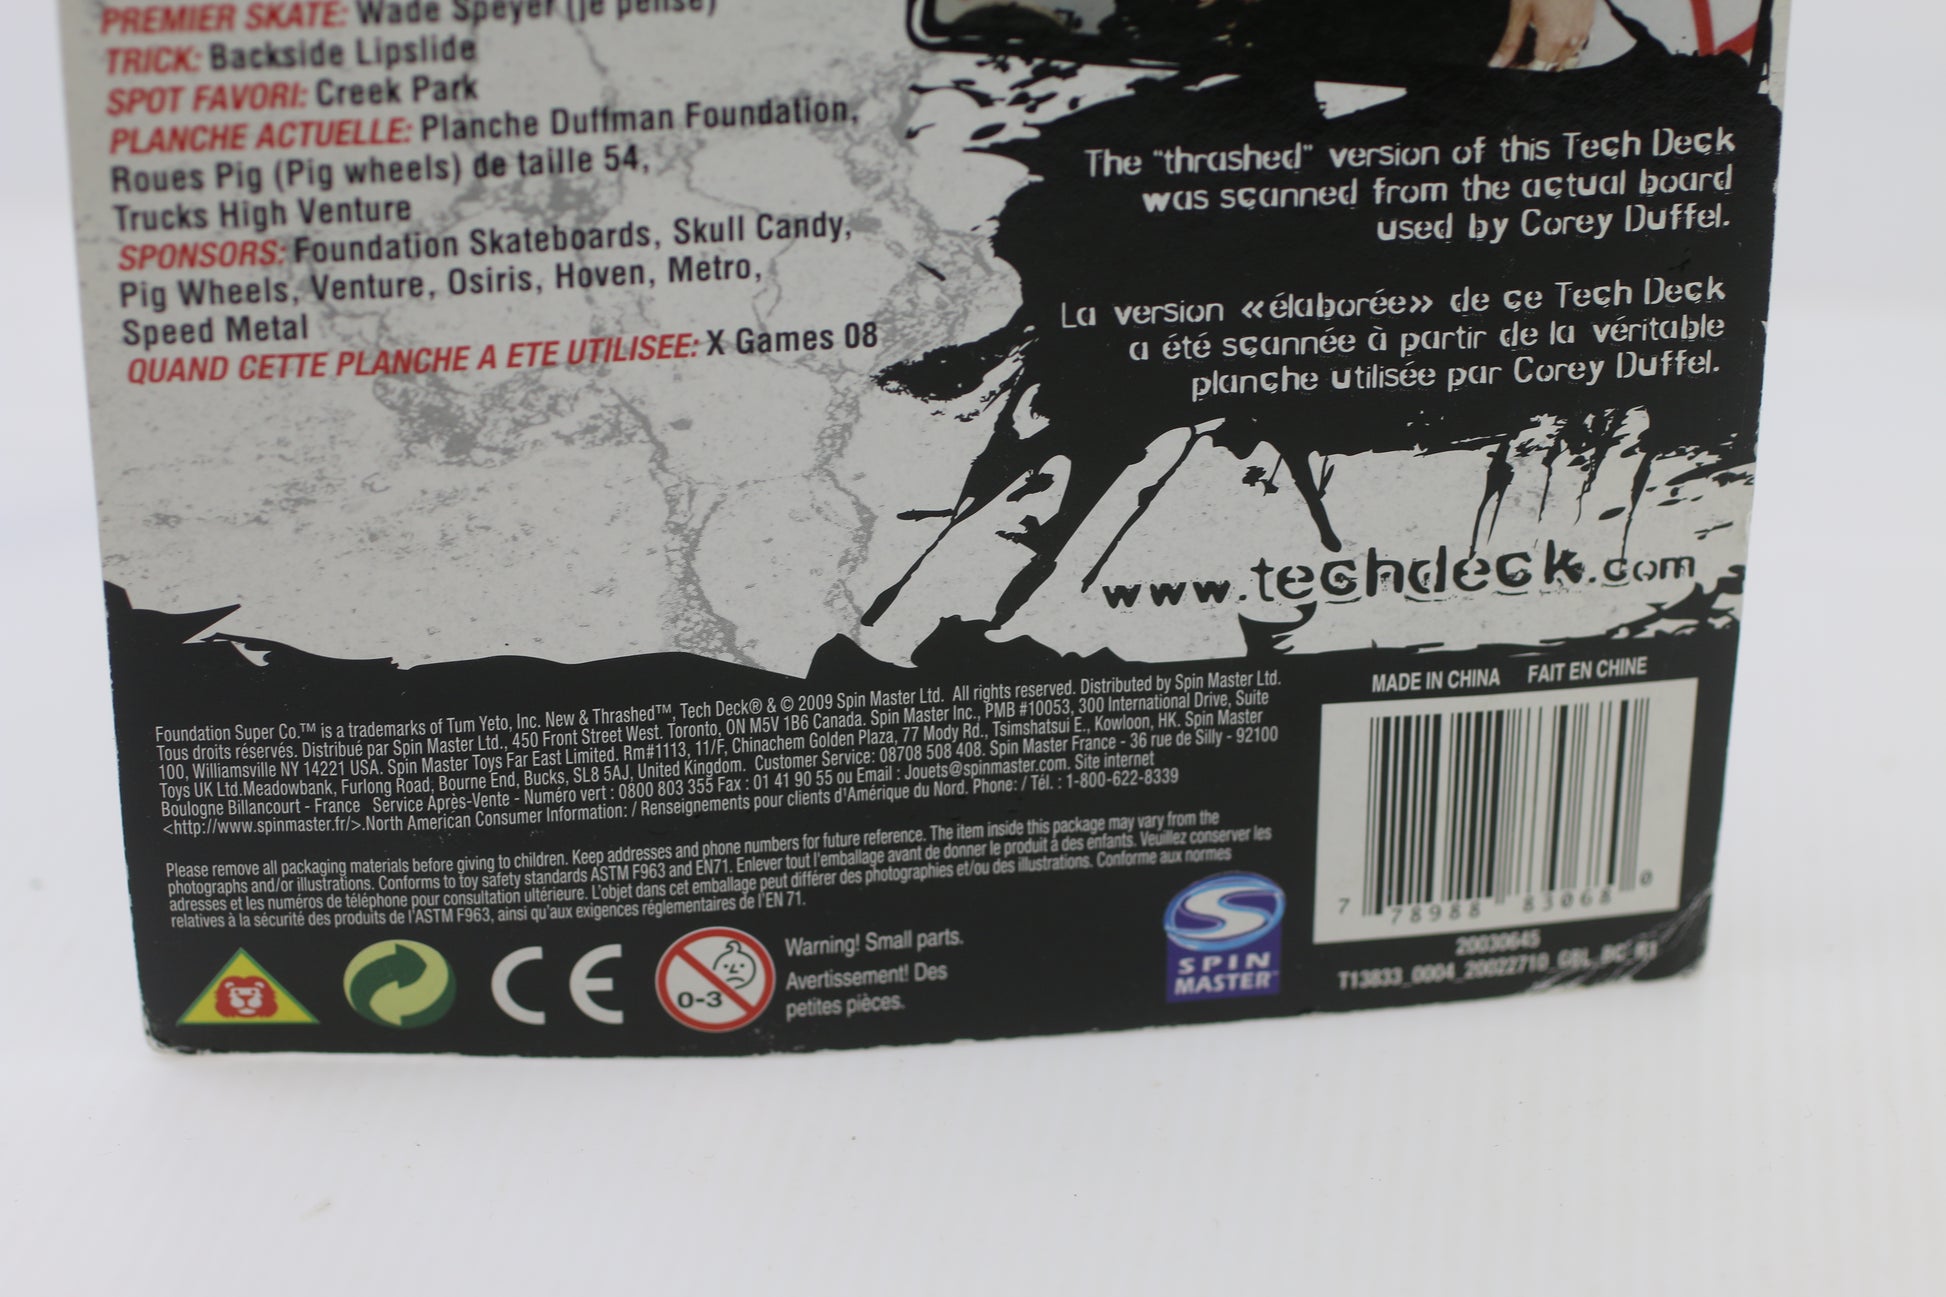 PREMIER SKATE: Wade Speyer (je pense)
TRICK: Backside Lipslide
SPOT FAVORI: Creek Park
PLANCHE ACTUELLE: Planche Duffman Foundation,
Roues Pig (Pig wheels) de taille 54,
Trucks High Venture
SPONSORS: Foundation Skateboards, Skull Candy,
Pig Wheels, Venture, Osiris, Hoven, Metro,
Speed Metal
QUAND CETTE PLANCHE A ETE UTILISEE: X Games 08
The "thrashed" version of this Tech Deck
was scanned from the actual board
used by Corey Duffel.
La version «élaborée» de ce Tech Deck
a été scannée à partir de la véritable
planche utilisée par Corey Duffel.
www.techdeck.com
Foundation Super Co.™ is a trademarks of Tum Yeto, Inc. New & Thrashed™, Tech Deck® & © 2009 Spin Master Ltd. All rights reserved. Distributed by Spin Master Ltd.
Tous droits réservés. Distribué par Spin Master Ltd., 450 Front Street West. Toronto, ON M5V 1B6 Canada. Spin Master Inc., PMB #10053, 300 International Drive, Suite
100, Williamsville NY 14221 USA. Spin Master Toys Far East Limited. Rm#1113, 11/F, Chinachem Golden Plaza, 77 Mody Rd., Tsimshatsui E., Kowloon, HK. Spin Master
Toys UK Ltd.Meadowbank, Furlong Road, Bourne End, Bucks, SL8 5AJ, United Kingdom. Customer Service: 08708 508 408. Spin Master France - 36 rue de Silly - 92100
Boulogne Billancourt - France Service Après-Vente - Numéro vert : 0800 803 355 Fax : 01 41 90 55 ou Email : Jouets@spinmaster.com. Site internet
<http://www.spinmaster.fr/>.North American Consumer Information: / Renseignements pour clients d'Amérique du Nord. Phone: / Tél. : 1-800-622-8339
Please remove all packaging materials before giving to children. Keep addresses and phone numbers for future reference. The item inside this package may vary from the
photographs and/or illustrations. Conforms to toy safety standards ASTM F963 and EN71. Enlever tout l'emballage avant de donner le produit à des enfants. Veuillez conserver les
adresses et les numéros de téléphone pour consultation ultérieure. L'objet dans cet emballage peut différer des photographies et/ou des illustrations. Conforme aux normes
relatives à la sécurité des produits de l'ASTM F963, ainsi qu'aux exigences réglementaires de l'EN 71.
CE
0-3
Warning! Small parts.
Avertissement! Des
petites pièces.
SPIN
MASTER™
MADE IN CHINA FAIT EN CHINE
7 78988 83068 0
20030645
T13833_0004_20022710_GBL_BC_R1